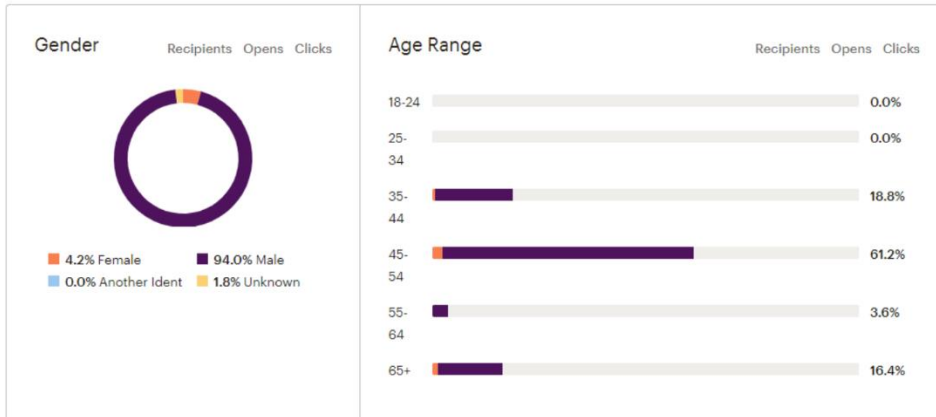 Gender
Recipients Opens Clicks
4.2% Female
94.0% Male
0.0% Another Ident
1.8% Unknown
Age Range
Recipients Opens Clicks
18-24
0.0%
25-
34
0.0%
35-
44
18.8%
45-
54
61.2%
55-
64
3.6%
65+
16.4%